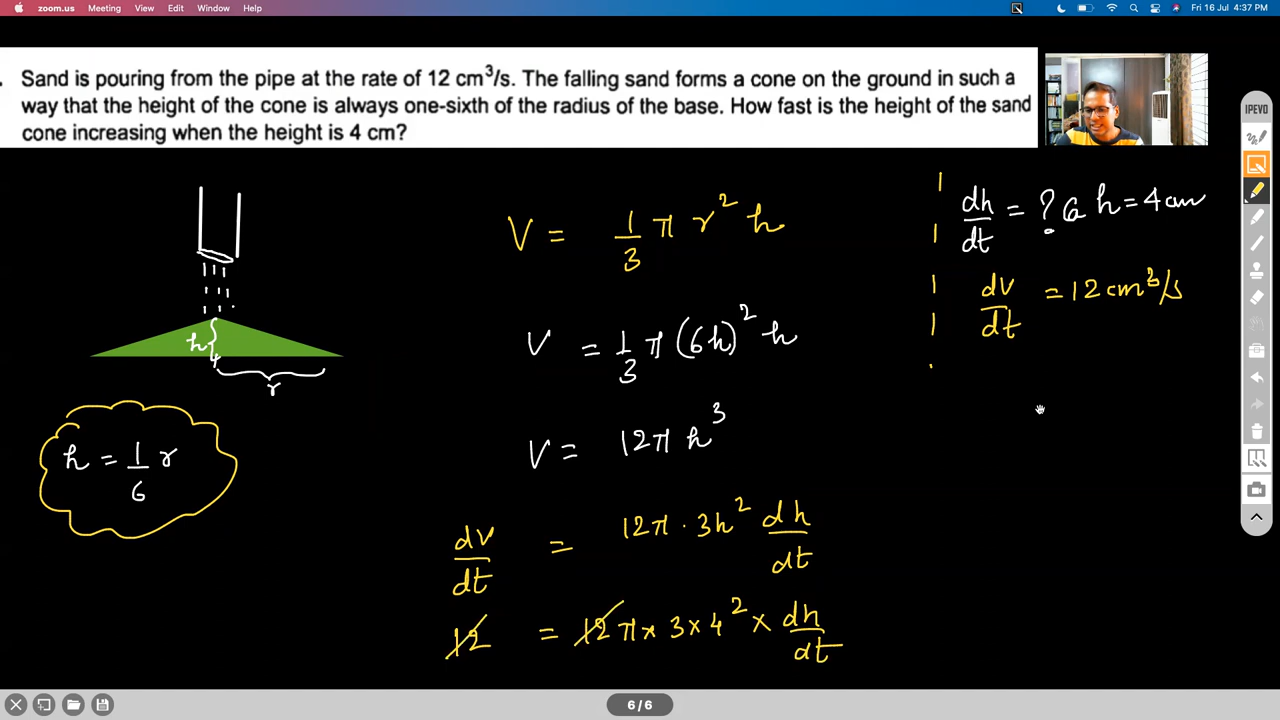 zoom.us Meeting View Edit Window Help Fri 16 Jul 4:37 PM
. Sand is pouring from the pipe at the rate of 12 cm³/s. The falling sand forms a cone on the ground in such a
way that the height of the cone is always one-sixth of the radius of the base. How fast is the height of the sand
cone increasing when the height is 4 cm?
IPEVO
V = 1/3 π r² h
dh/dt = ? @ h = 4 cm
dv/dt = 12 cm³/s
h
r
V = 1/3 π (6h)² h
h = 1/6 r
V = 12π h³
dv/dt = 12π · 3h² dh/dt
12 = 12π × 3 × 4² × dh/dt
6 / 6